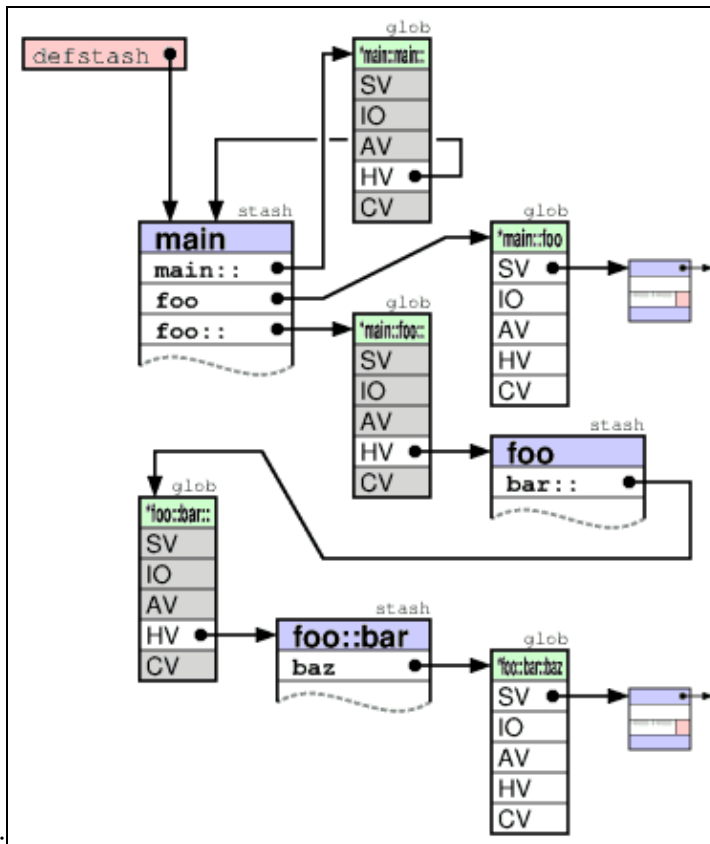 glob
defstash
*main::main::
SV
IO
AV
HV
CV
stash
main
main::
foo
foo::
glob
*main::foo
SV
IO
AV
HV
CV
glob
*main::foo::
SV
IO
AV
HV
CV
stash
foo
bar::
glob
*foo::bar::
SV
IO
AV
HV
CV
stash
foo::bar
baz
glob
*foo::bar::baz
SV
IO
AV
HV
CV
.